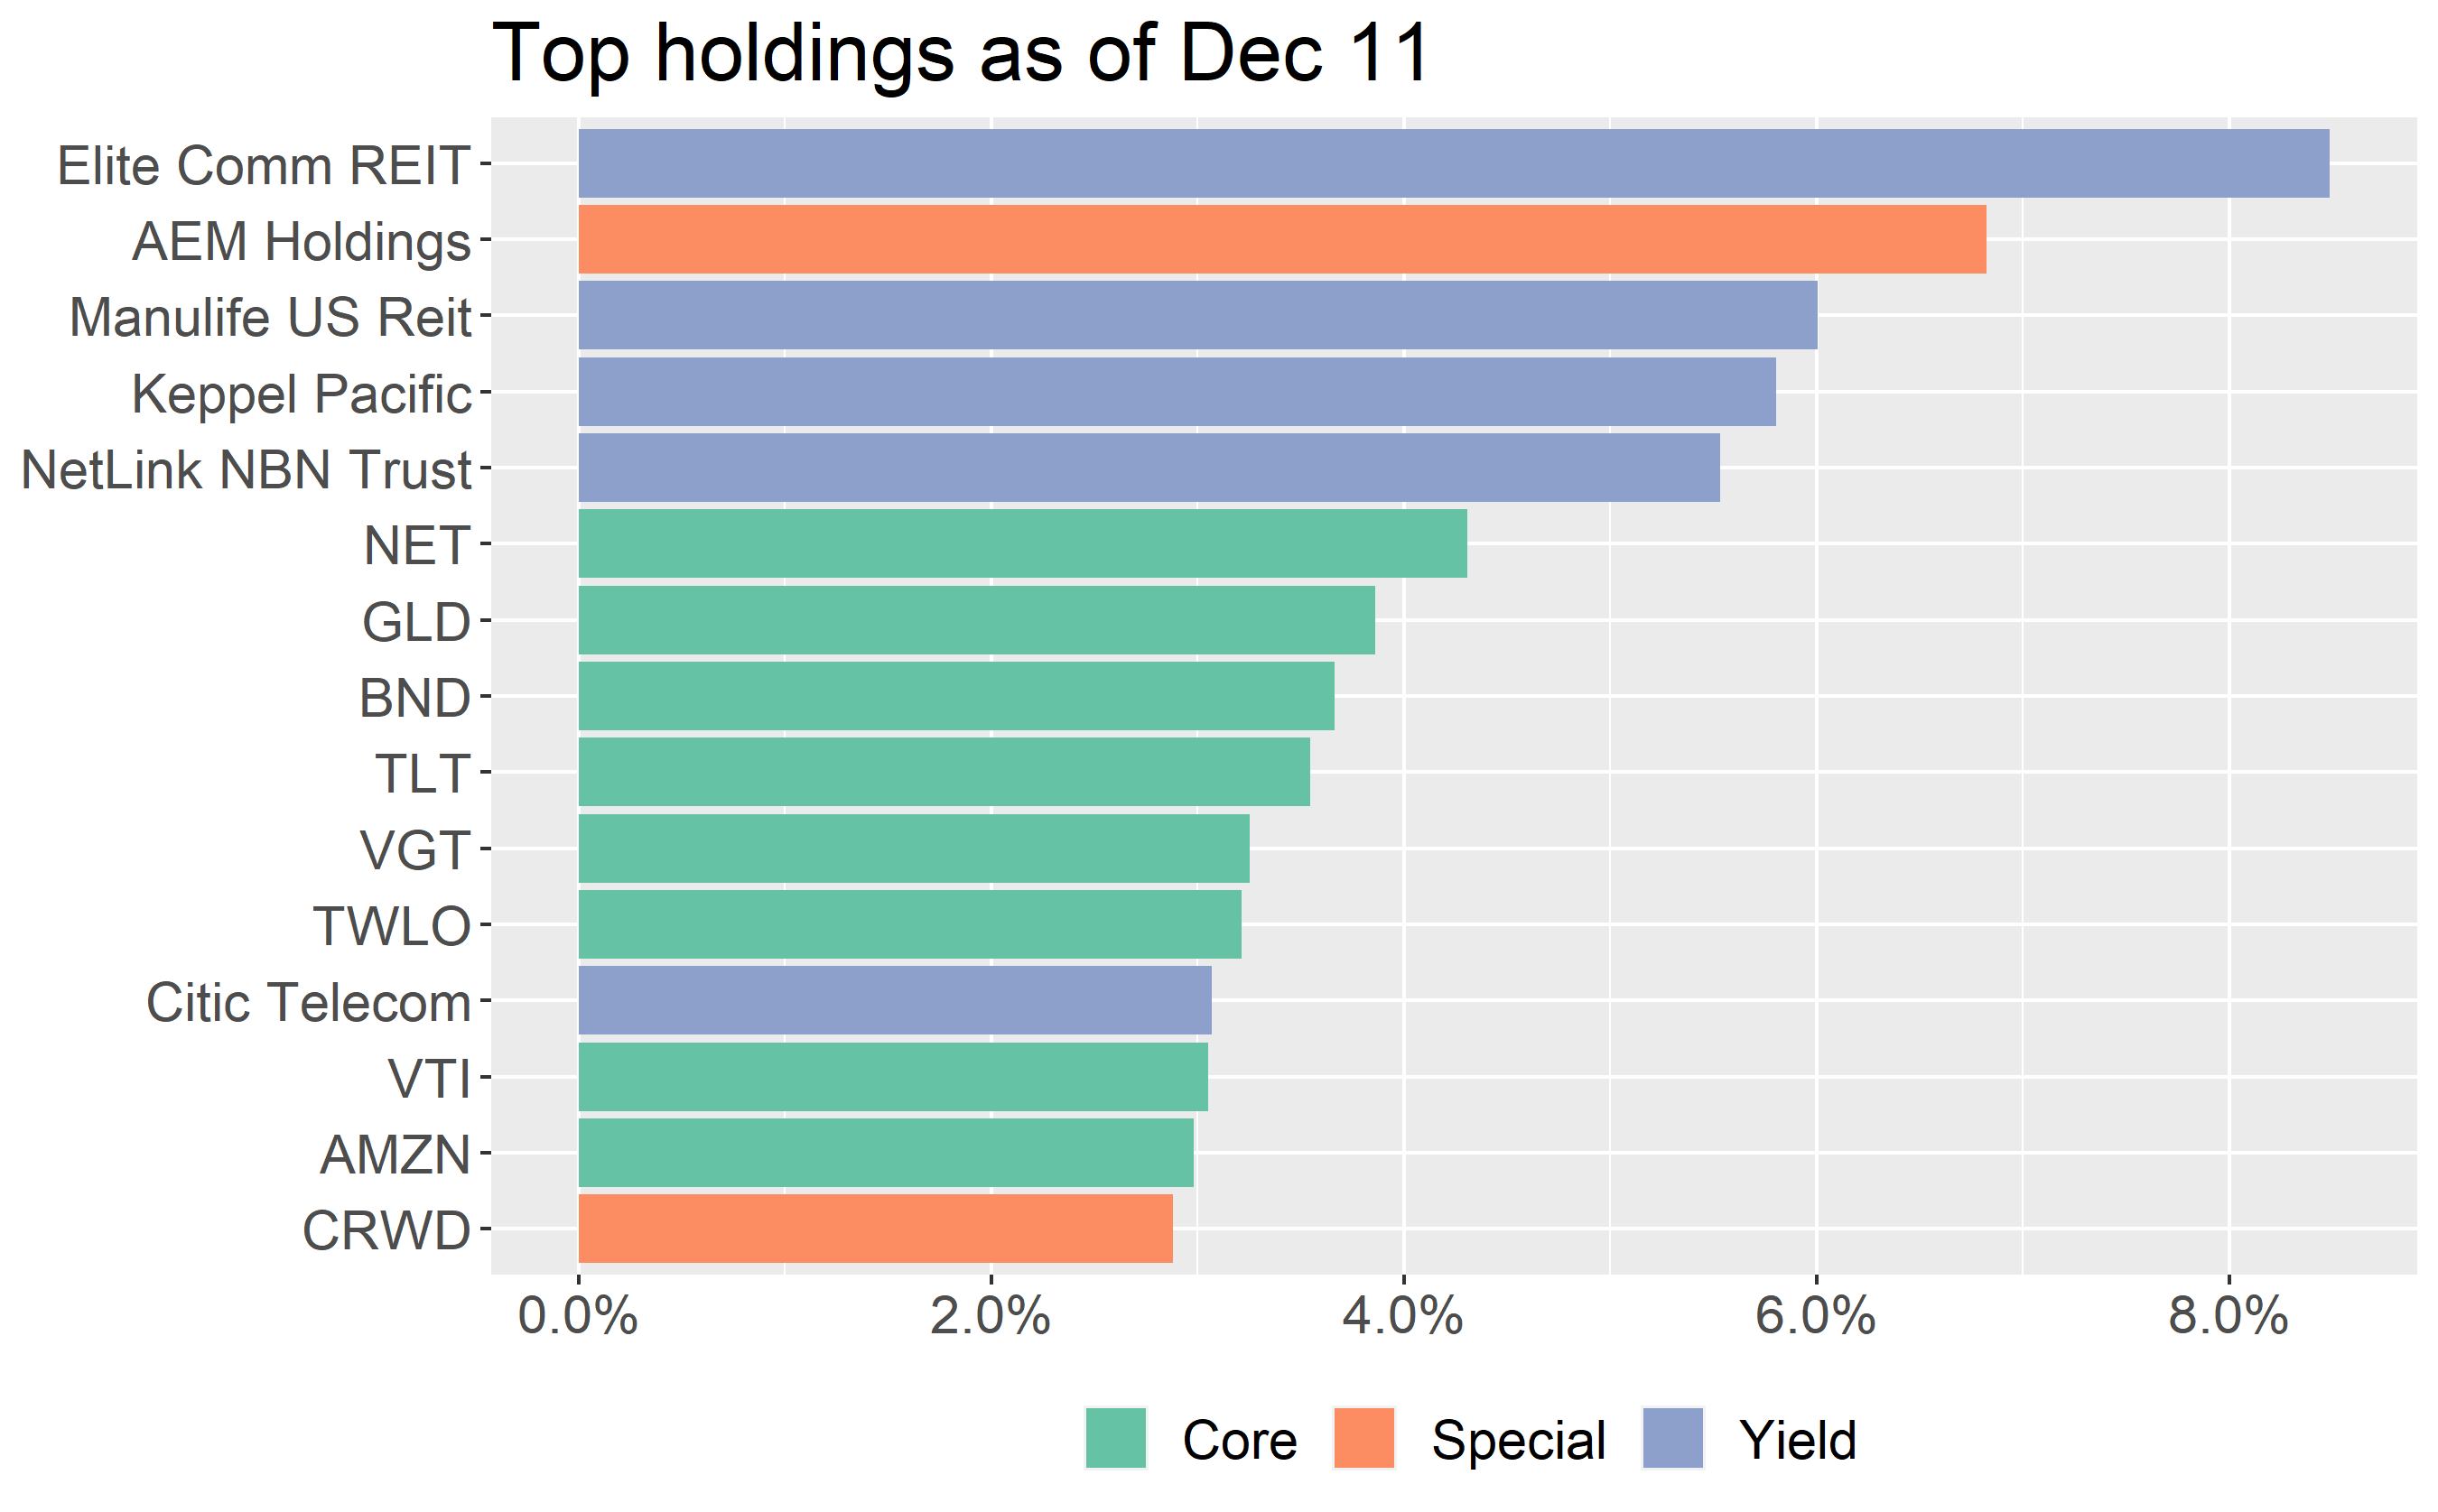 Top holdings as of Dec 11
Elite Comm REIT
AEM Holdings
Manulife US Reit
Keppel Pacific
NetLink NBN Trust
NET
GLD
BND
TLT
VGT
TWLO
Citic Telecom
VTI
AMZN
CRWD
0.0% 2.0% 4.0% 6.0% 8.0%
Core Special Yield